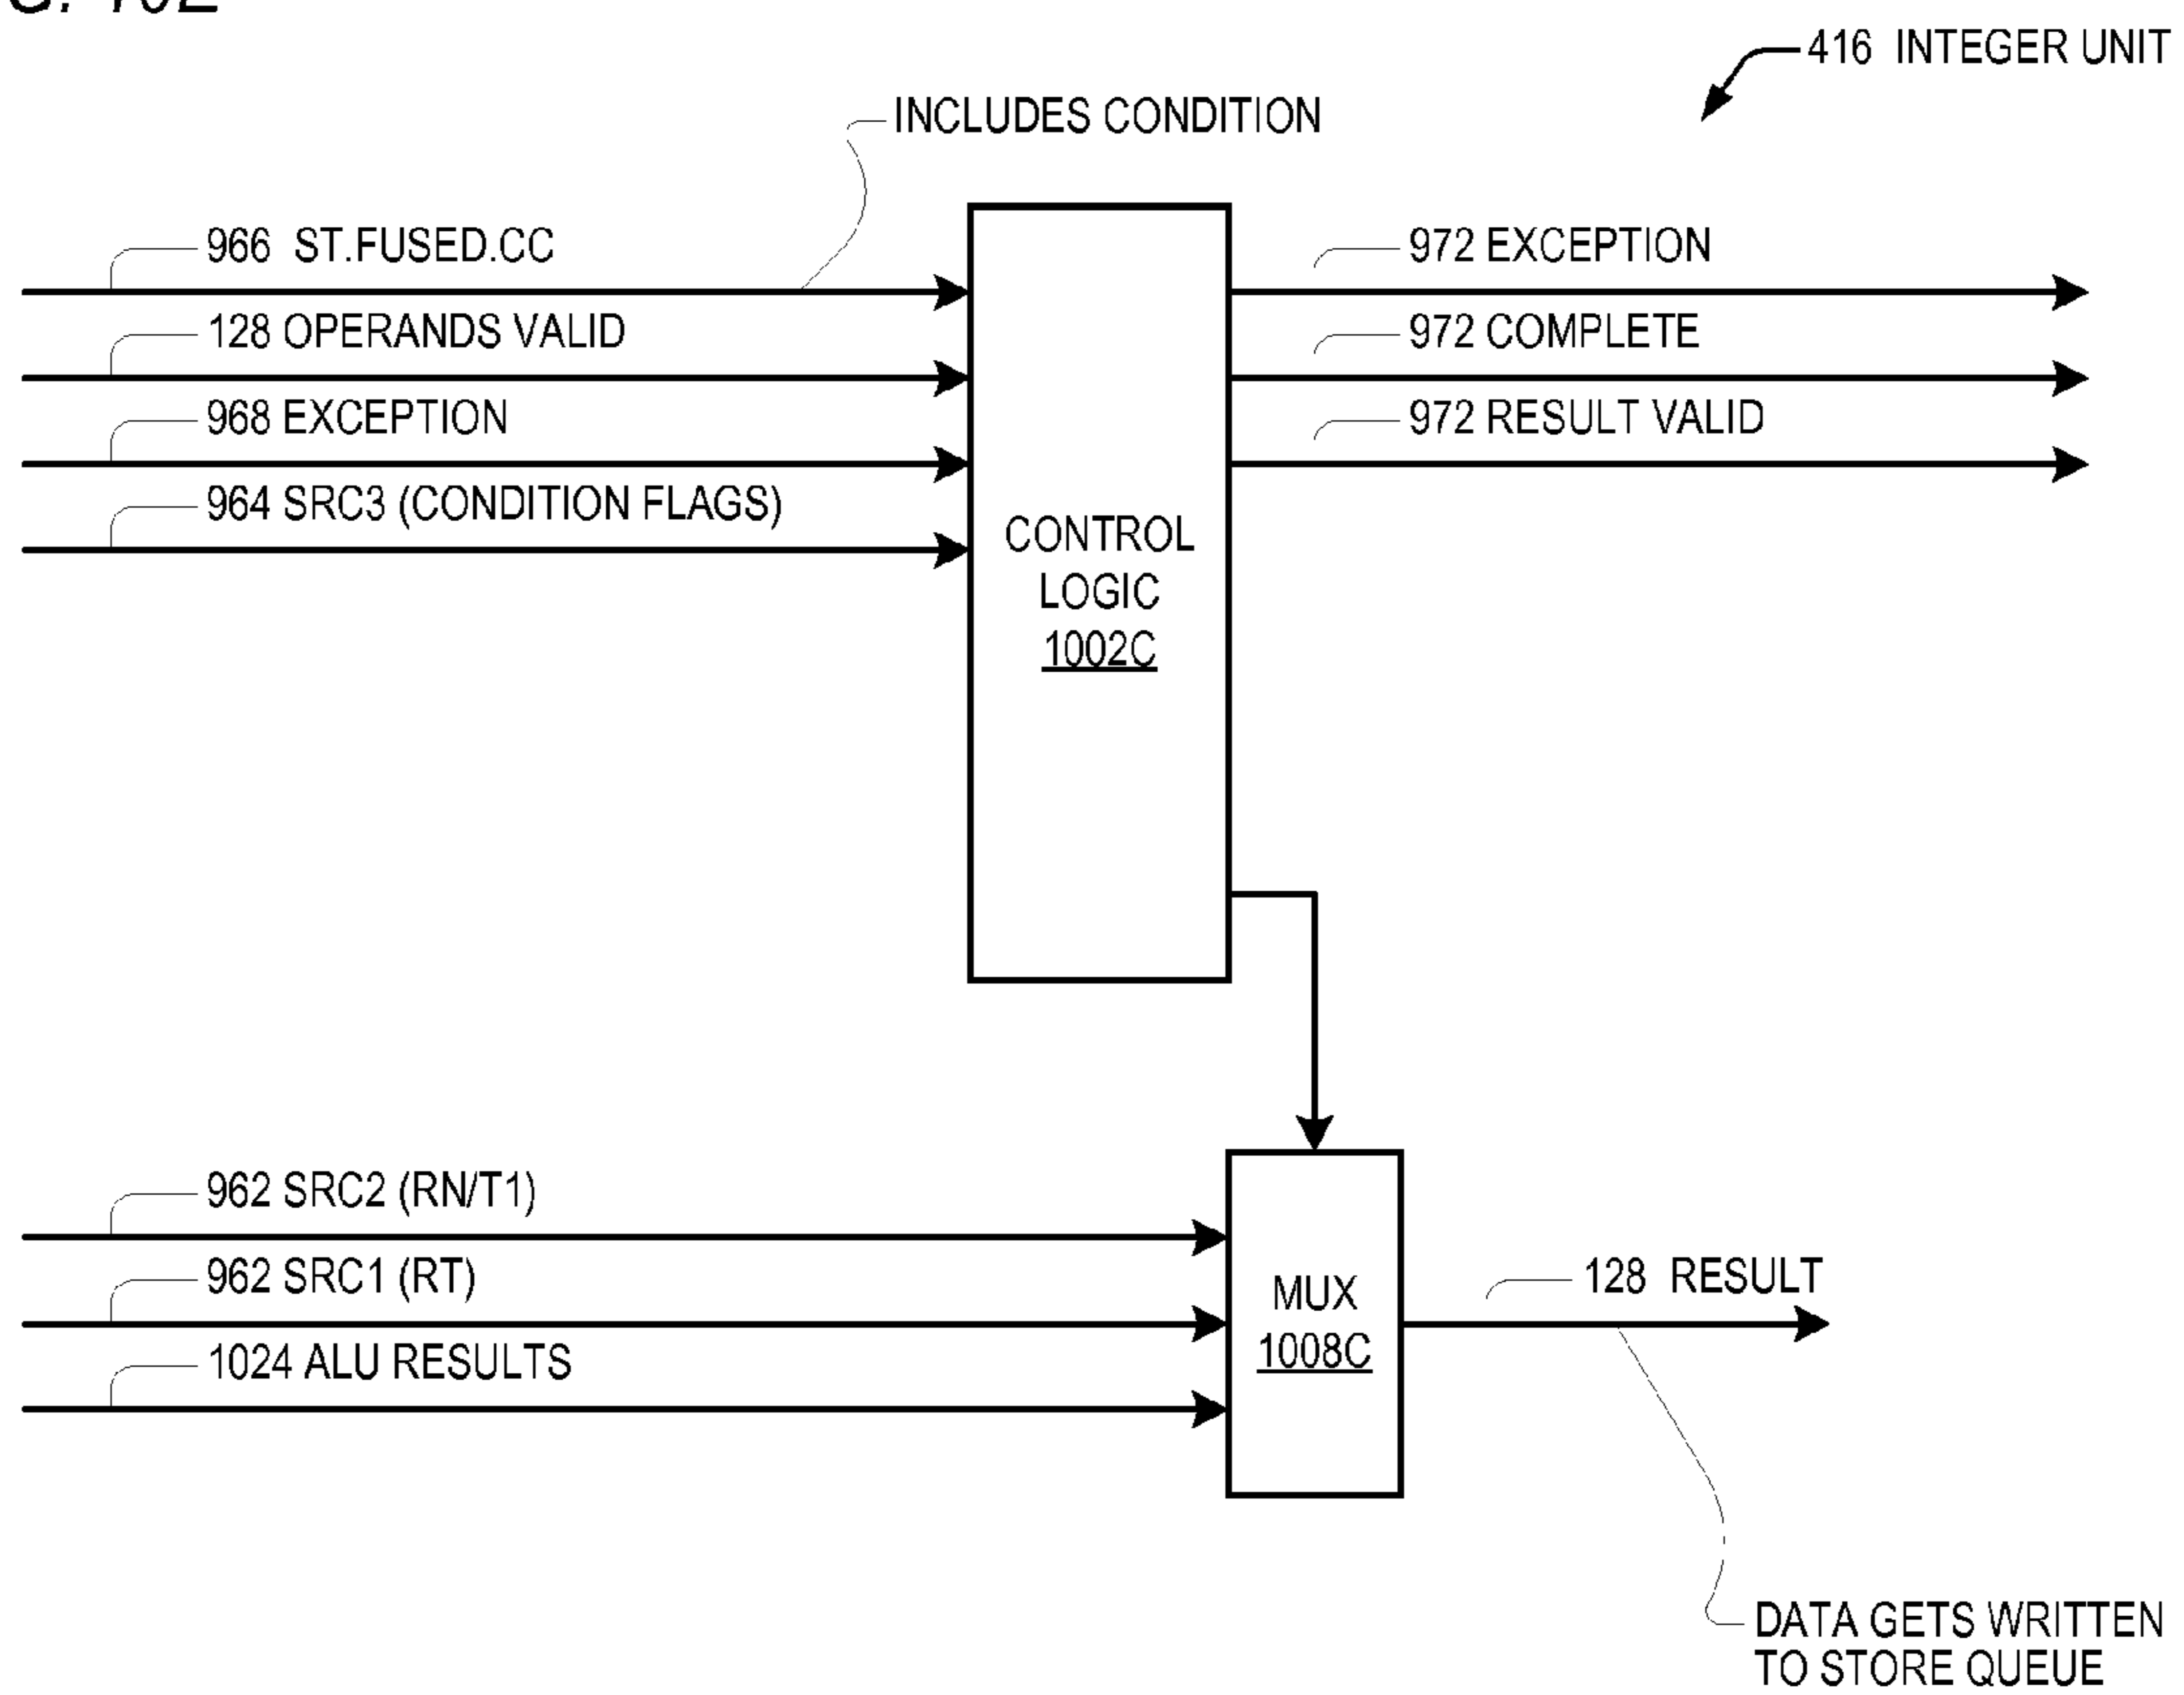 416 INTEGER UNIT
INCLUDES CONDITION
966 ST.FUSED.CC
128 OPERANDS VALID
968 EXCEPTION
964 SRC3 (CONDITION FLAGS)
972 EXCEPTION
972 COMPLETE
972 RESULT VALID
CONTROL
LOGIC
1002C
962 SRC2 (RN/T1)
962 SRC1 (RT)
1024 ALU RESULTS
MUX
1008C
128 RESULT
DATA GETS WRITTEN
TO STORE QUEUE